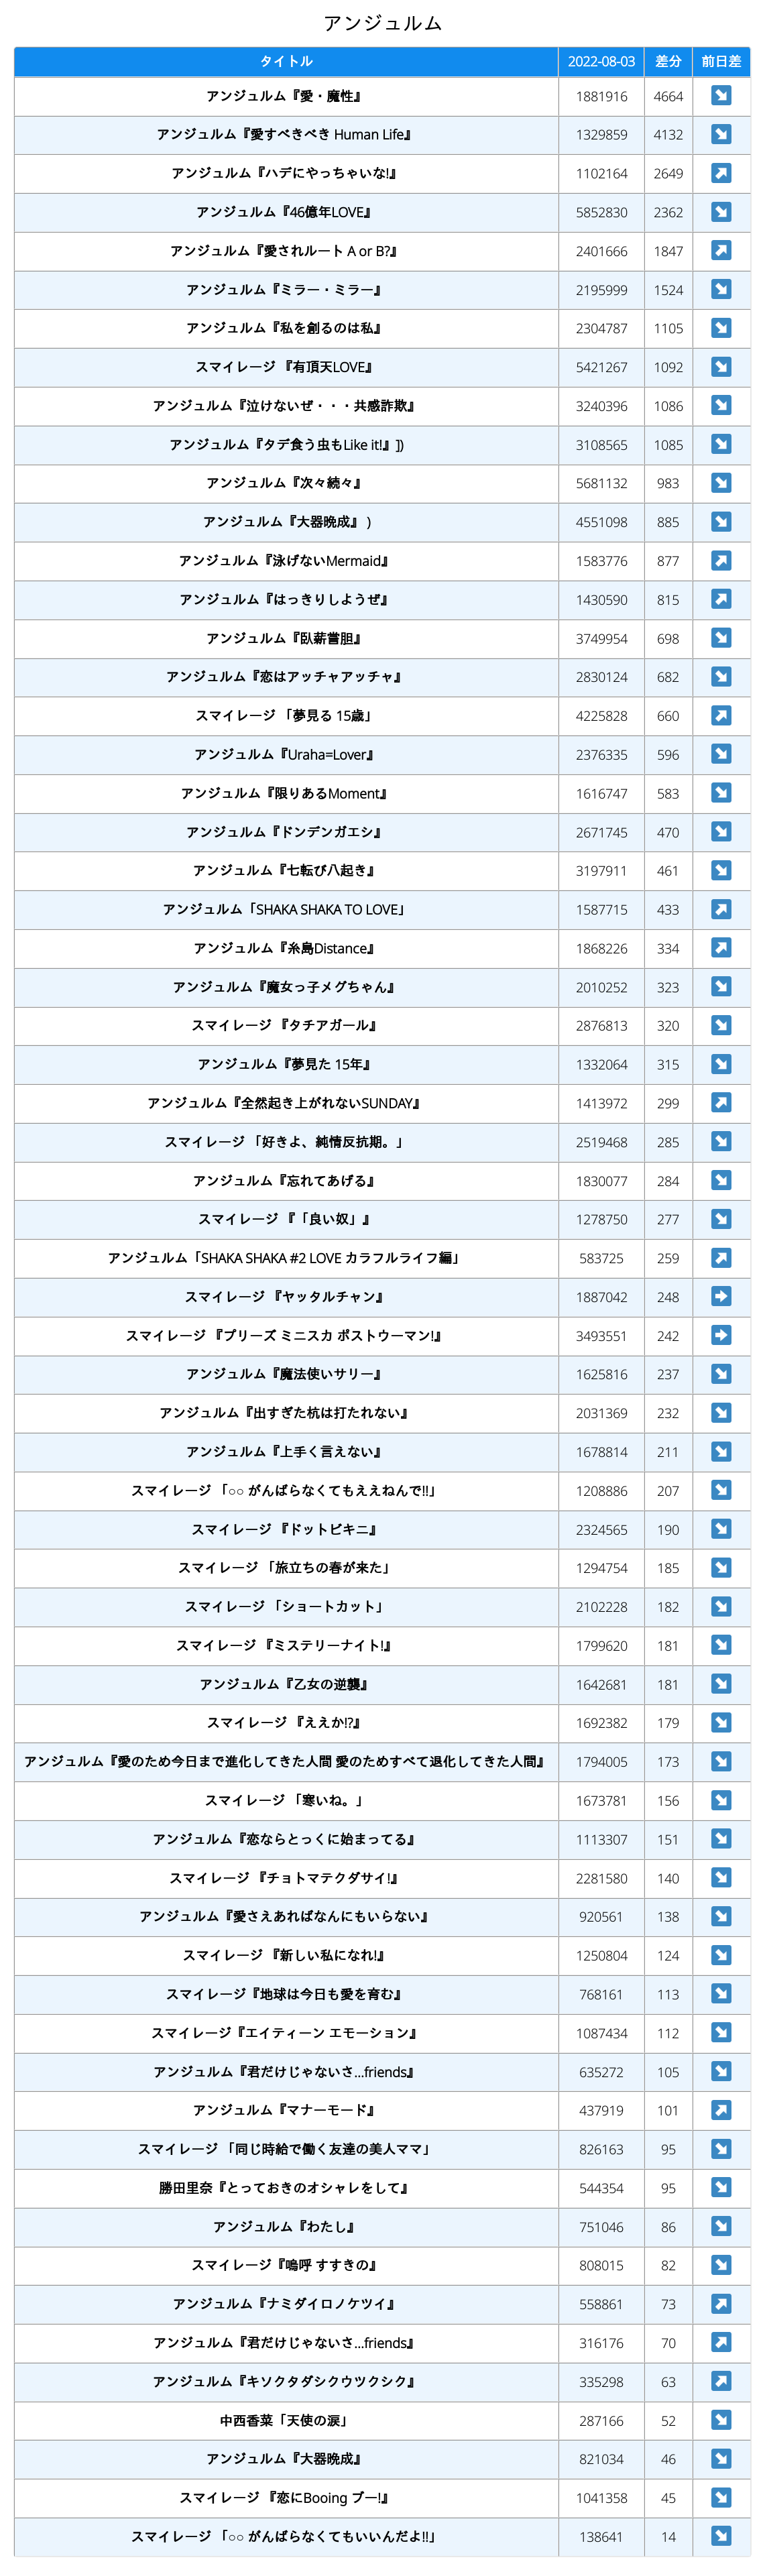 アンジュルム
タイトル 2022-08-03 差分 前日差
アンジュルム『愛・魔性』 1881916 4664 ↘
アンジュルム『愛すべきべき Human Life』 1329859 4132 ↘
アンジュルム『ハデにやっちゃいな!』 1102164 2649 ↗
アンジュルム『46億年LOVE』 5852830 2362 ↘
アンジュルム『愛されルート A or B?』 2401666 1847 ↗
アンジュルム『ミラー・ミラー』 2195999 1524 ↘
アンジュルム『私を創るのは私』 2304787 1105 ↘
スマイレージ 『有頂天LOVE』 5421267 1092 ↘
アンジュルム『泣けないぜ・・・共感詐欺』 3240396 1086 ↘
アンジュルム『タデ食う虫もLike it!』]) 3108565 1085 ↘
アンジュルム『次々続々』 5681132 983 ↘
アンジュルム『大器晩成』 ) 4551098 885 ↘
アンジュルム『泳げないMermaid』 1583776 877 ↗
アンジュルム『はっきりしようぜ』 1430590 815 ↗
アンジュルム『臥薪嘗胆』 3749954 698 ↘
アンジュルム『恋はアッチャアッチャ』 2830124 682 ↘
スマイレージ 「夢見る 15歳」 4225828 660 ↗
アンジュルム『Uraha=Lover』 2376335 596 ↘
アンジュルム『限りあるMoment』 1616747 583 ↘
アンジュルム『ドンデンガエシ』 2671745 470 ↘
アンジュルム『七転び八起き』 3197911 461 ↘
アンジュルム「SHAKA SHAKA TO LOVE」 1587715 433 ↗
アンジュルム『糸島Distance』 1868226 334 ↗
アンジュルム『魔女っ子メグちゃん』 2010252 323 ↘
スマイレージ 『タチアガール』 2876813 320 ↘
アンジュルム『夢見た 15年』 1332064 315 ↘
アンジュルム『全然起き上がれないSUNDAY』 1413972 299 ↗
スマイレージ 「好きよ、純情反抗期。」 2519468 285 ↘
アンジュルム『忘れてあげる』 1830077 284 ↘
スマイレージ 『「良い奴」』 1278750 277 ↘
アンジュルム「SHAKA SHAKA #2 LOVE カラフルライフ編」 583725 259 ↗
スマイレージ 『ヤッタルチャン』 1887042 248 ➡
スマイレージ 『プリーズ ミニスカ ポストウーマン!』 3493551 242 ➡
アンジュルム『魔法使いサリー』 1625816 237 ↘
アンジュルム『出すぎた杭は打たれない』 2031369 232 ↘
アンジュルム『上手く言えない』 1678814 211 ↘
スマイレージ 「○○ がんばらなくてもええねんで!!」 1208886 207 ↘
スマイレージ 『ドットビキニ』 2324565 190 ↘
スマイレージ 「旅立ちの春が来た」 1294754 185 ↘
スマイレージ 「ショートカット」 2102228 182 ↘
スマイレージ 『ミステリーナイト!』 1799620 181 ↘
アンジュルム『乙女の逆襲』 1642681 181 ↘
スマイレージ 『ええか!?』 1692382 179 ↘
アンジュルム『愛のため今日まで進化してきた人間 愛のためすべて退化してきた人間』 1794005 173 ↘
スマイレージ 「寒いね。」 1673781 156 ↘
アンジュルム『恋ならとっくに始まってる』 1113307 151 ↘
スマイレージ 『チョトマテクダサイ!』 2281580 140 ↘
アンジュルム『愛さえあればなんにもいらない』 920561 138 ↘
スマイレージ 『新しい私になれ!』 1250804 124 ↘
スマイレージ『地球は今日も愛を育む』 768161 113 ↘
スマイレージ『エイティーン エモーション』 1087434 112 ↘
アンジュルム『君だけじゃないさ...friends』 635272 105 ↘
アンジュルム『マナーモード』 437919 101 ↗
スマイレージ 「同じ時給で働く友達の美人ママ」 826163 95 ↘
勝田里奈『とっておきのオシャレをして』 544354 95 ↘
アンジュルム『わたし』 751046 86 ↘
スマイレージ『嗚呼 すすきの』 808015 82 ↘
アンジュルム『ナミダイロノケツイ』 558861 73 ↗
アンジュルム『君だけじゃないさ...friends』 316176 70 ↗
アンジュルム『キソクタダシクウツクシク』 335298 63 ↗
中西香菜「天使の涙」 287166 52 ↘
アンジュルム『大器晩成』 821034 46 ↘
スマイレージ 『恋にBooing ブー!』 1041358 45 ↘
スマイレージ 「○○ がんばらなくてもいいんだよ!!」 138641 14 ↘